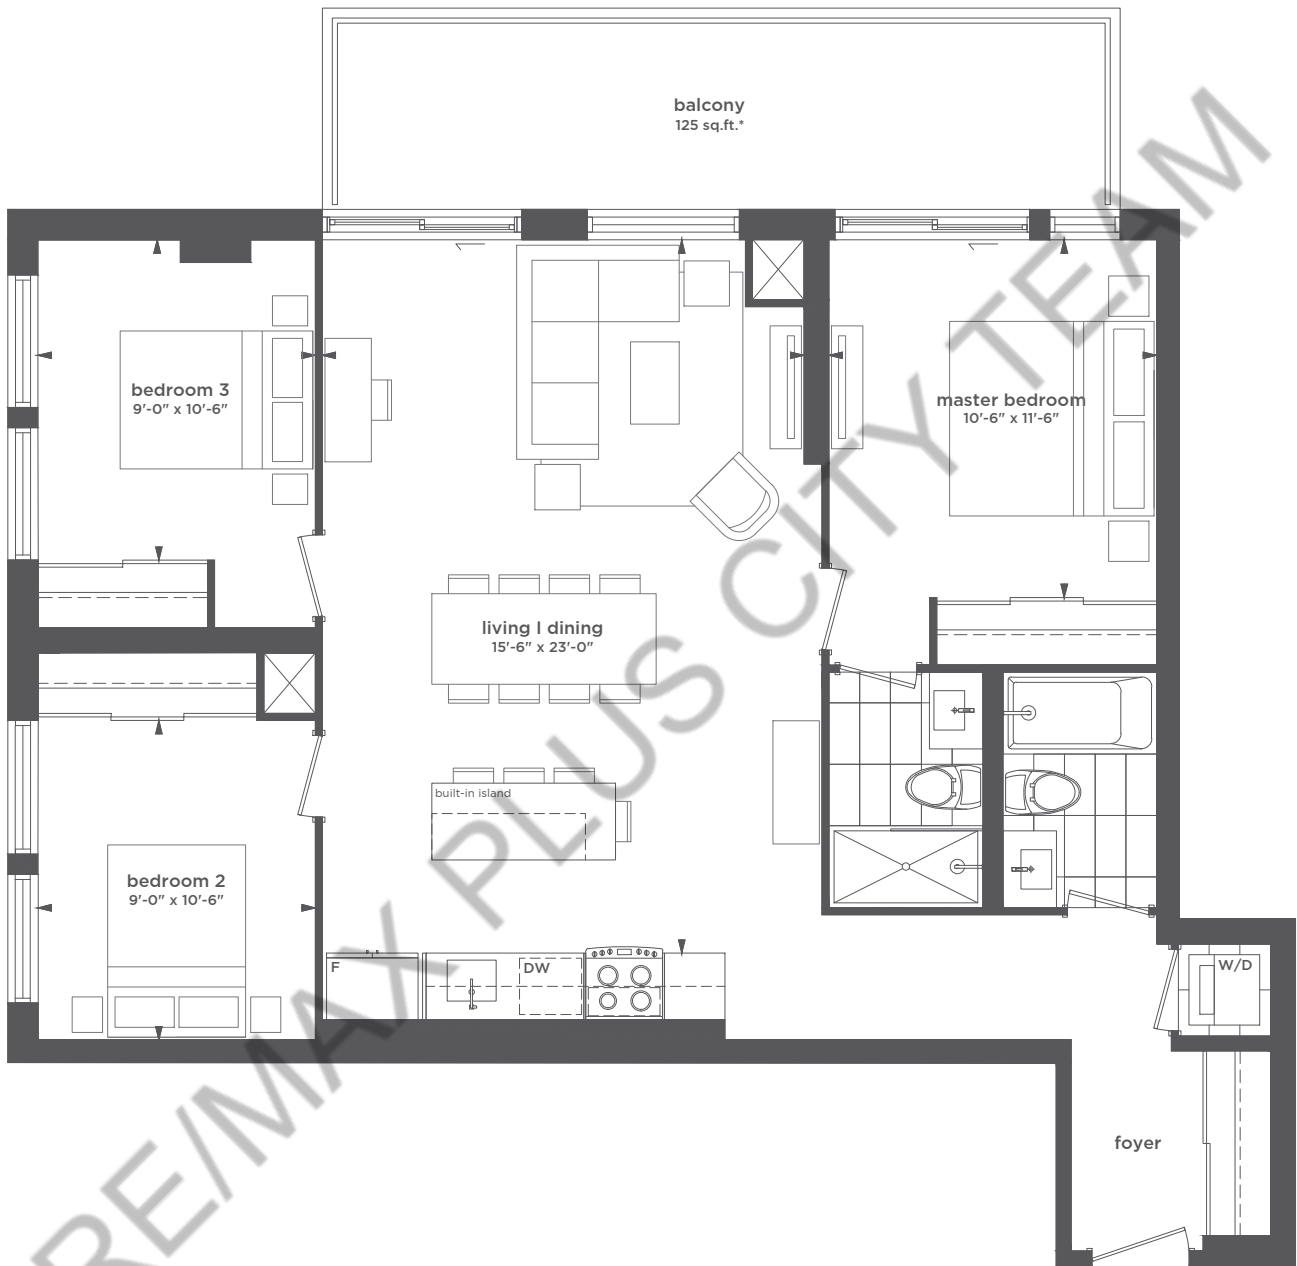 balcony
125 sq.ft.*
bedroom 3
9'-0" x 10'-6"
master bedroom
10'-6" x 11'-6"
living I dining
15'-6" x 23'-0"
built-in island
bedroom 2
9'-0" x 10'-6"
F
DW
W/D
foyer
RE/MAX PLUS CITY TEAM